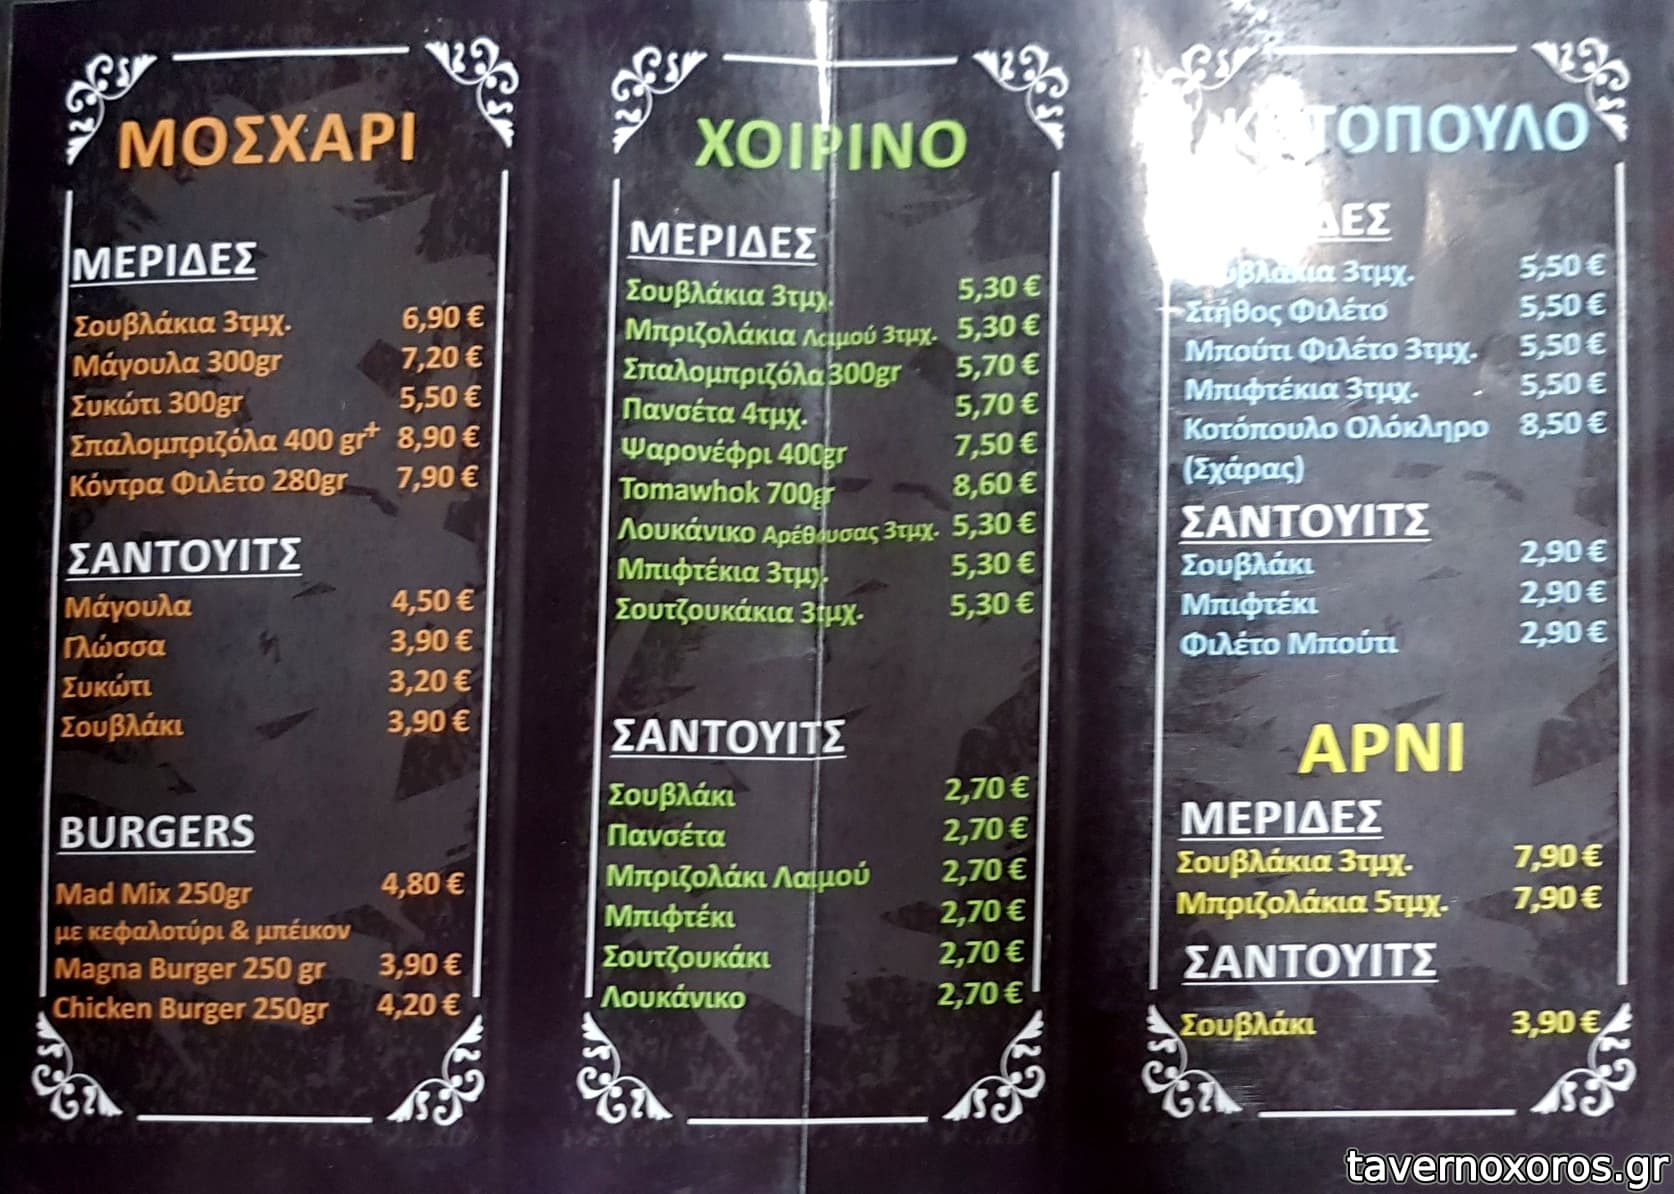 ΜΟΣΧΑΡΙ
ΜΕΡΙΔΕΣ
Σουβλάκια 3τμχ. 6,90 €
Μάγουλα 300gr 7,20 €
Συκώτι 300gr 5,50 €
Σπαλομπριζόλα 400 gr+ 8,90 €
Κόντρα Φιλέτο 280gr 7,90 €
ΣΑΝΤΟΥΙΤΣ
Μάγουλα 4,50 €
Γλώσσα 3,90 €
Συκώτι 3,20 €
Σουβλάκι 3,90 €
BURGERS
Mad Mix 250gr 4,80 €
με κεφαλοτύρι & μπέικον
Magna Burger 250 gr 3,90 €
Chicken Burger 250gr 4,20 €
ΧΟΙΡΙΝΟ
ΜΕΡΙΔΕΣ
Σουβλάκια 3τμχ. 5,30 €
Μπριζολάκια Λαιμού 3τμχ. 5,30 €
Σπαλομπριζόλα 300gr 5,70 €
Πανσέτα 4τμχ. 5,70 €
Ψαρονέφρι 400gr 7,50 €
Tomawhok 700gr 8,60 €
Λουκάνικο Αρέθουσας 3τμχ. 5,30 €
Μπιφτέκια 3τμχ. 5,30 €
Σουτζουκάκια 3τμχ. 5,30 €
ΣΑΝΤΟΥΙΤΣ
Σουβλάκι 2,70 €
Πανσέτα 2,70 €
Μπριζολάκι Λαιμού 2,70 €
Μπιφτέκι 2,70 €
Σουτζουκάκι 2,70 €
Λουκάνικο 2,70 €
ΚΟΤΟΠΟΥΛΟ
ΜΕΡΙΔΕΣ
Σουβλάκια 3τμχ. 5,50 €
Στήθος Φιλέτο 5,50 €
Μπούτι Φιλέτο 3τμχ. 5,50 €
Μπιφτέκια 3τμχ. 5,50 €
Κοτόπουλο Ολόκληρο 8,50 €
(Σχάρας)
ΣΑΝΤΟΥΙΤΣ
Σουβλάκι 2,90 €
Μπιφτέκι 2,90 €
Φιλέτο Μπούτι 2,90 €
ΑΡΝΙ
ΜΕΡΙΔΕΣ
Σουβλάκια 3τμχ. 7,90 €
Μπριζολάκια 5τμχ. 7,90 €
ΣΑΝΤΟΥΙΤΣ
Σουβλάκι 3,90 €
tavernoxoros.gr